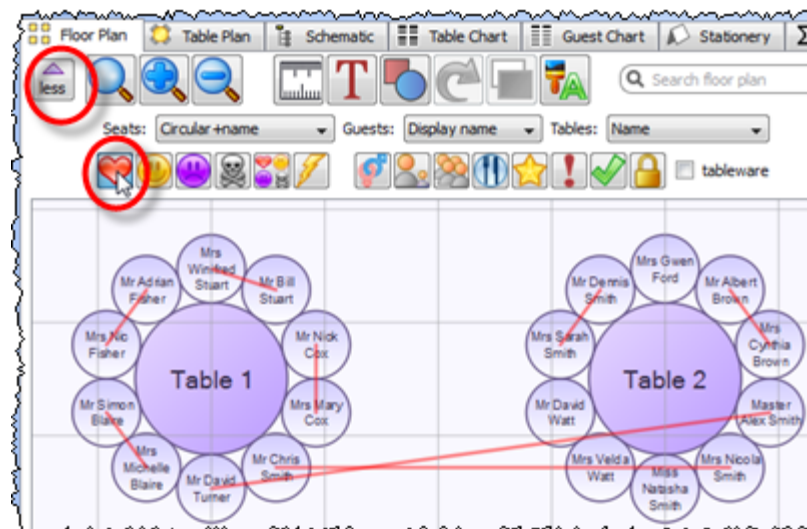 Floor Plan
Table Plan
Schematic
Table Chart
Guest Chart
Stationery
less
T
A
Search floor plan
Seats:
Circular +name
Guests:
Display name
Tables:
Name
tableware
Mrs
Winifred
Stuart
Mr Adrian
Fisher
Mr Bill
Stuart
Mrs Nic
Fisher
Mr Nick
Cox
Table 1
Mr Simon
Blaire
Mrs Mary
Cox
Mrs
Michelle
Blaire
Mr Chris
Smith
Mr David
Turner
Mrs Gwen
Ford
Mr Dennis
Smith
Mr Albert
Brown
Mrs Sarah
Smith
Mrs
Cynthia
Brown
Table 2
Mr David
Watt
Master
Alex Smith
Mrs Velda
Watt
Mrs Nicola
Smith
Miss
Natasha
Smith